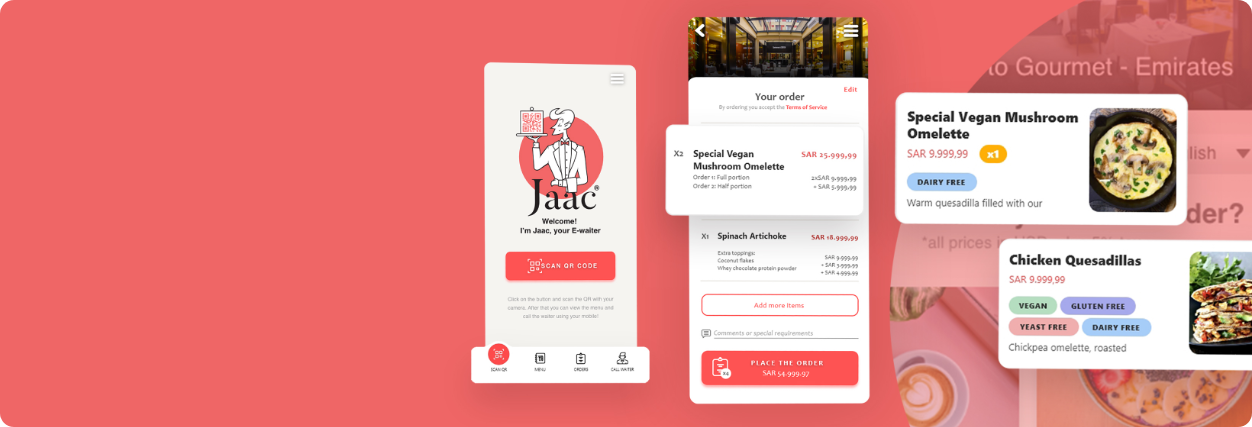 Jaac®
Welcome!
I'm Jaac, your E-waiter
SCAN QR CODE
Click on the button and scan the QR with your
camera. After that you can view the menu and
call the waiter using your mobile!
SCAN QR
MENU
ORDERS
CALL WAITER
Your order
Edit
By ordering you accept the Terms of Service
X2
Special Vegan
Mushroom Omelette
SAR 25.999,99
Order 1: Full portion
2xSAR 9.999,99
Order 2: Half portion
+ SAR 5.999,99
X1
Spinach Artichoke
SAR 18.999,99
Extra toppings:
Coconut flakes
Whey chocolate protein powder
SAR 9.999,99
+ SAR 3.999,99
+ SAR 4.999,99
Add more items
Comments or special requirements
x4
PLACE THE ORDER
SAR 54.999,97
to Gourmet - Emirates
Special Vegan Mushroom
Omelette
SAR 9.999,99
x1
DAIRY FREE
Warm quesadilla filled with our
glish
der?
*all prices in
Chicken Quesadillas
SAR 9.999,99
VEGAN
GLUTEN FREE
YEAST FREE
DAIRY FREE
Chickpea omelette, roasted